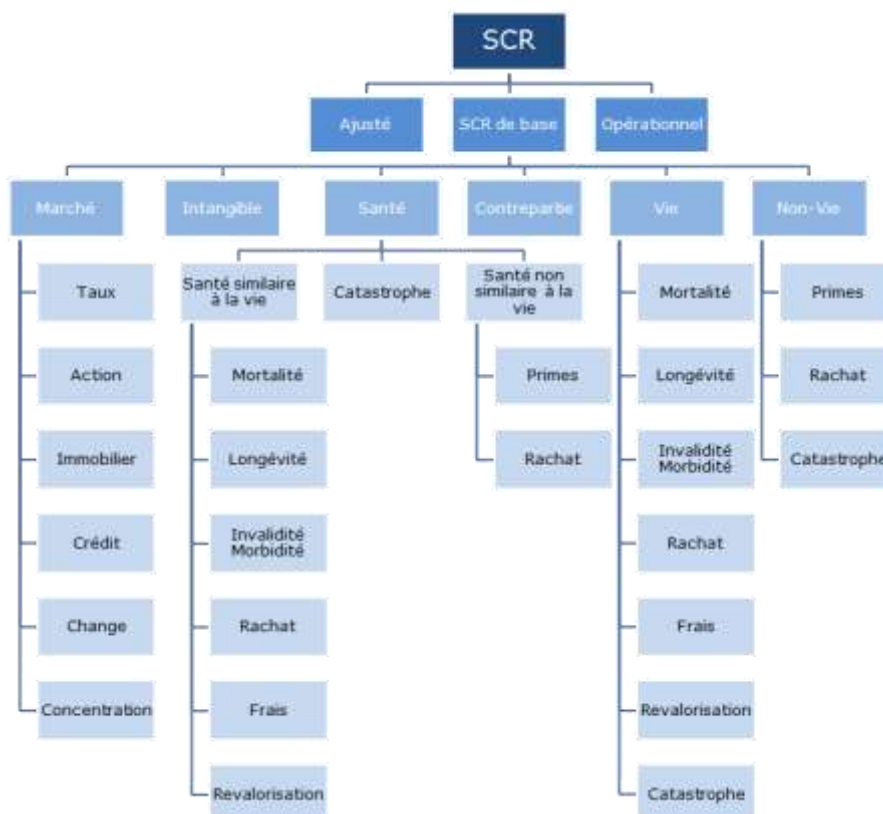 SCR
Ajusté
SCR de base
Opérationnel
Marché
Intangible
Santé
Contrepartie
Vie
Non-Vie
Taux
Action
Immobilier
Crédit
Change
Concentration
Santé similaire
à la vie
Mortalité
Longévité
Invalidité
Morbidité
Rachat
Frais
Revalorisation
Catastrophe
Santé non
similaire à la
vie
Primes
Rachat
Mortalité
Longévité
Invalidité
Morbidité
Rachat
Frais
Revalorisation
Catastrophe
Primes
Rachat
Catastrophe